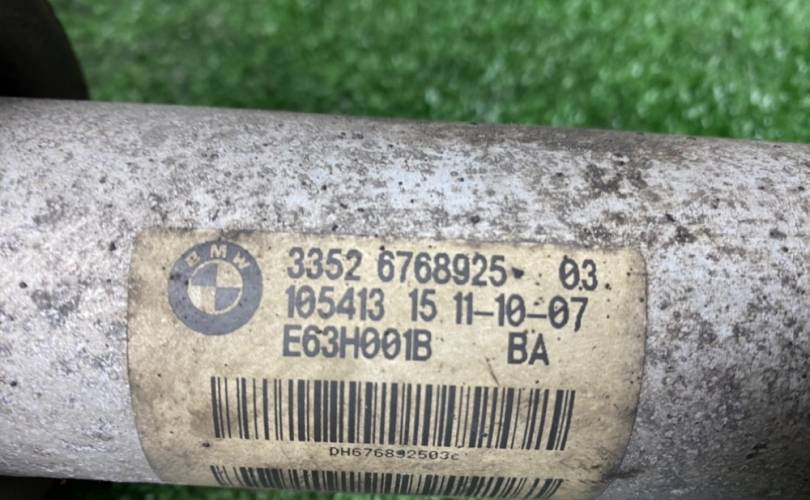 BMW
3352 6768925- 03
105413 15 11-10-07
E63H001B BA
DH676892503c